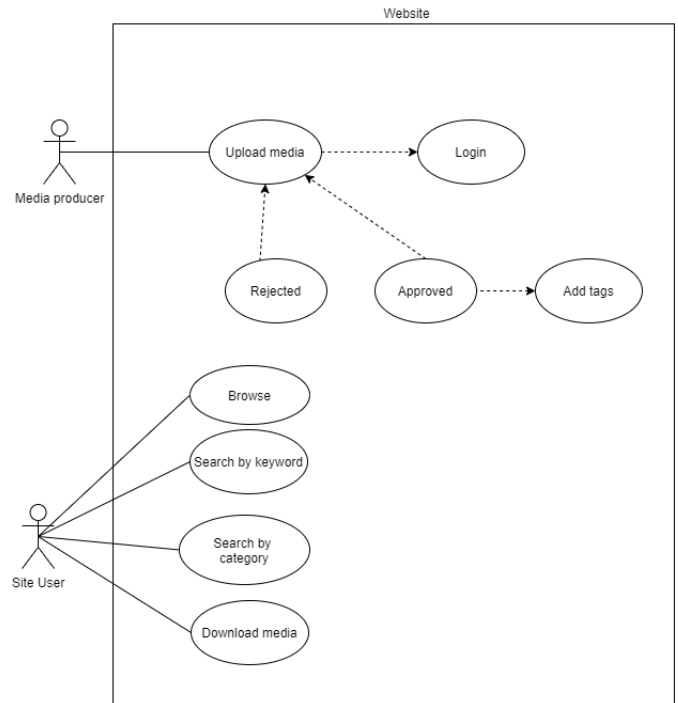 Website
Upload media
Login
Media producer
Rejected
Approved
Add tags
Browse
Search by keyword
Search by
category
Site User
Download media